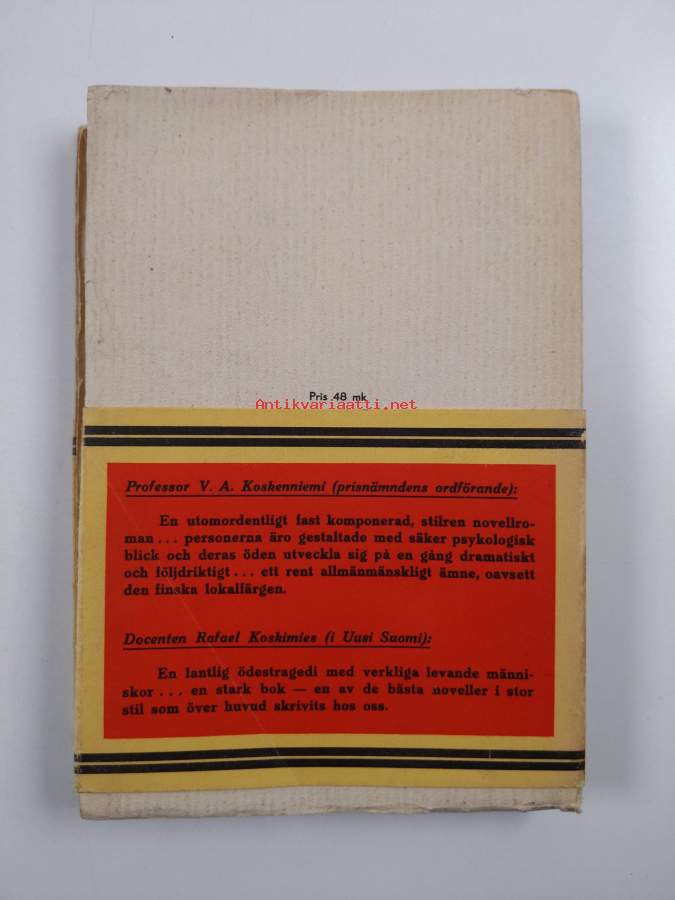 Pris 48 mk
Antikvariaatti.net
Professor V. A. Koskenniemi (prisnämndens ordförande):
En utomordentligt fast komponerad, stilren novellro-
man... personerna äro gestaltade med säker psykologisk
blick och deras öden utveckla sig på en gång dramatiskt
och följdriktigt... ett rent allmänmänskligt ämne, oavsett
den finska lokalfärgen.
Docenten Rafael Koskimies (i Uusi Suomi):
En lantlig ödestragedi med verkliga levande männi-
skor... en stark bok — en av de bästa noveller i stor
stil som över huvud skrivits hos oss.